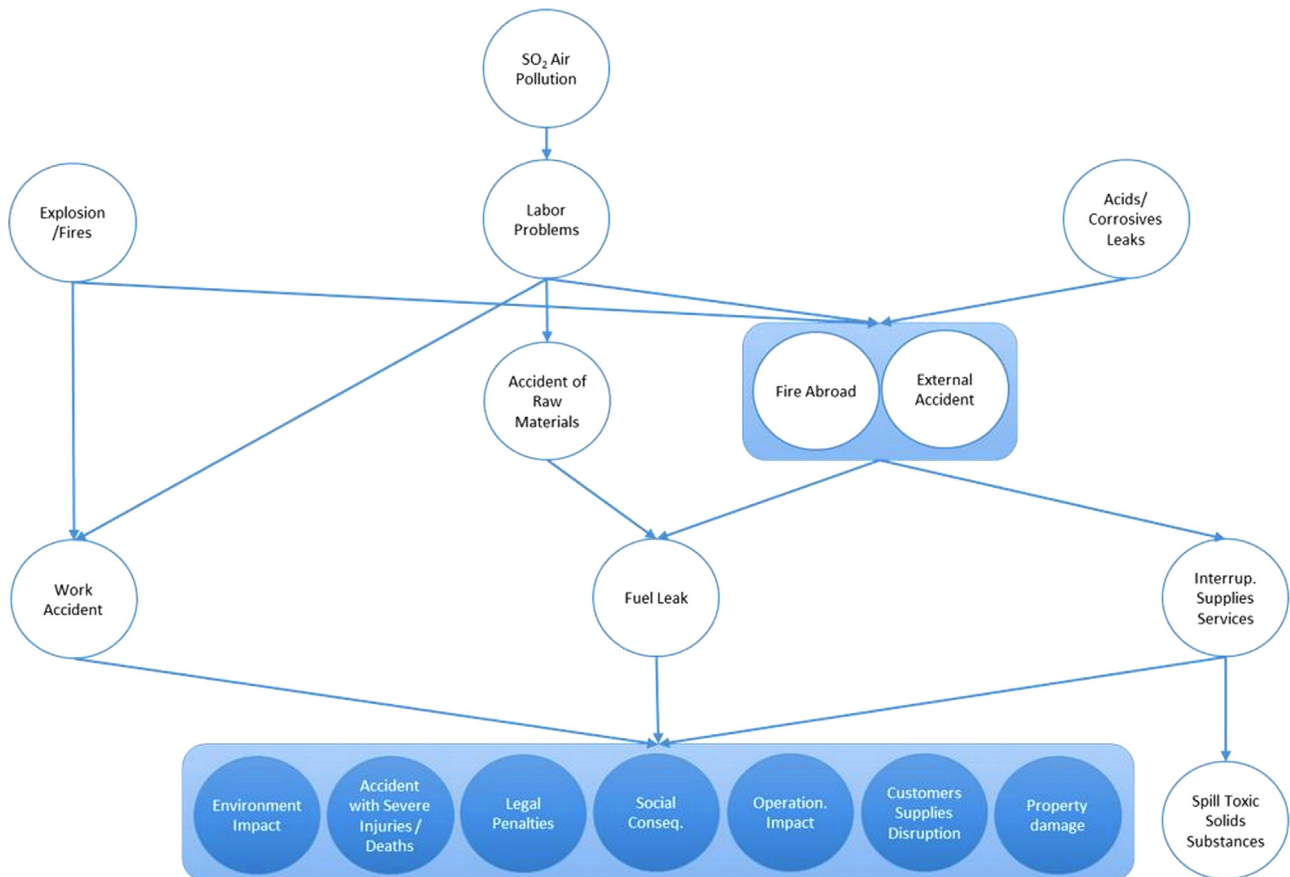 SO₂ Air
Pollution
Explosion
/Fires
Labor
Problems
Acids/
Corrosives
Leaks
Accident of
Raw
Materials
Fire Abroad
External
Accident
Work
Accident
Fuel Leak
Interrup.
Supplies
Services
Environment
Impact
Accident
with Severe
Injuries /
Deaths
Legal
Penalties
Social
Conseq.
Operation.
Impact
Customers
Supplies
Disruption
Property
damage
Spill Toxic
Solids
Substances